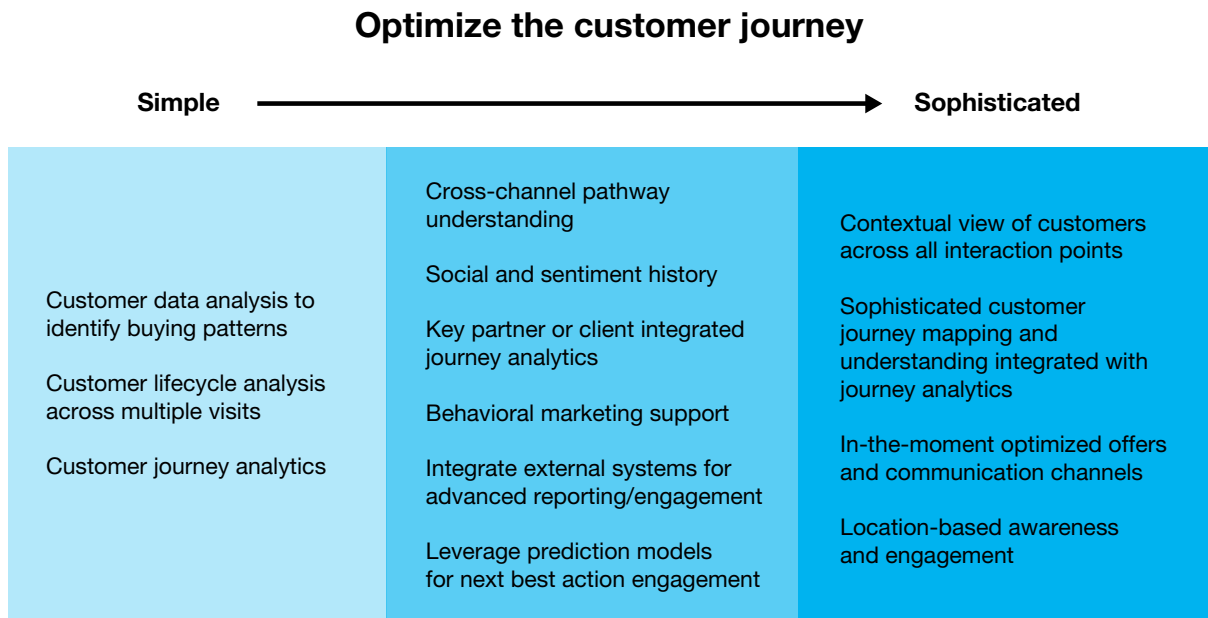 Optimize the customer journey
Simple
Sophisticated
Customer data analysis to
identify buying patterns
Customer lifecycle analysis
across multiple visits
Customer journey analytics
Cross-channel pathway
understanding
Social and sentiment history
Key partner or client integrated
journey analytics
Behavioral marketing support
Integrate external systems for
advanced reporting/engagement
Leverage prediction models
for next best action engagement
Contextual view of customers
across all interaction points
Sophisticated customer
journey mapping and
understanding integrated with
journey analytics
In-the-moment optimized offers
and communication channels
Location-based awareness
and engagement